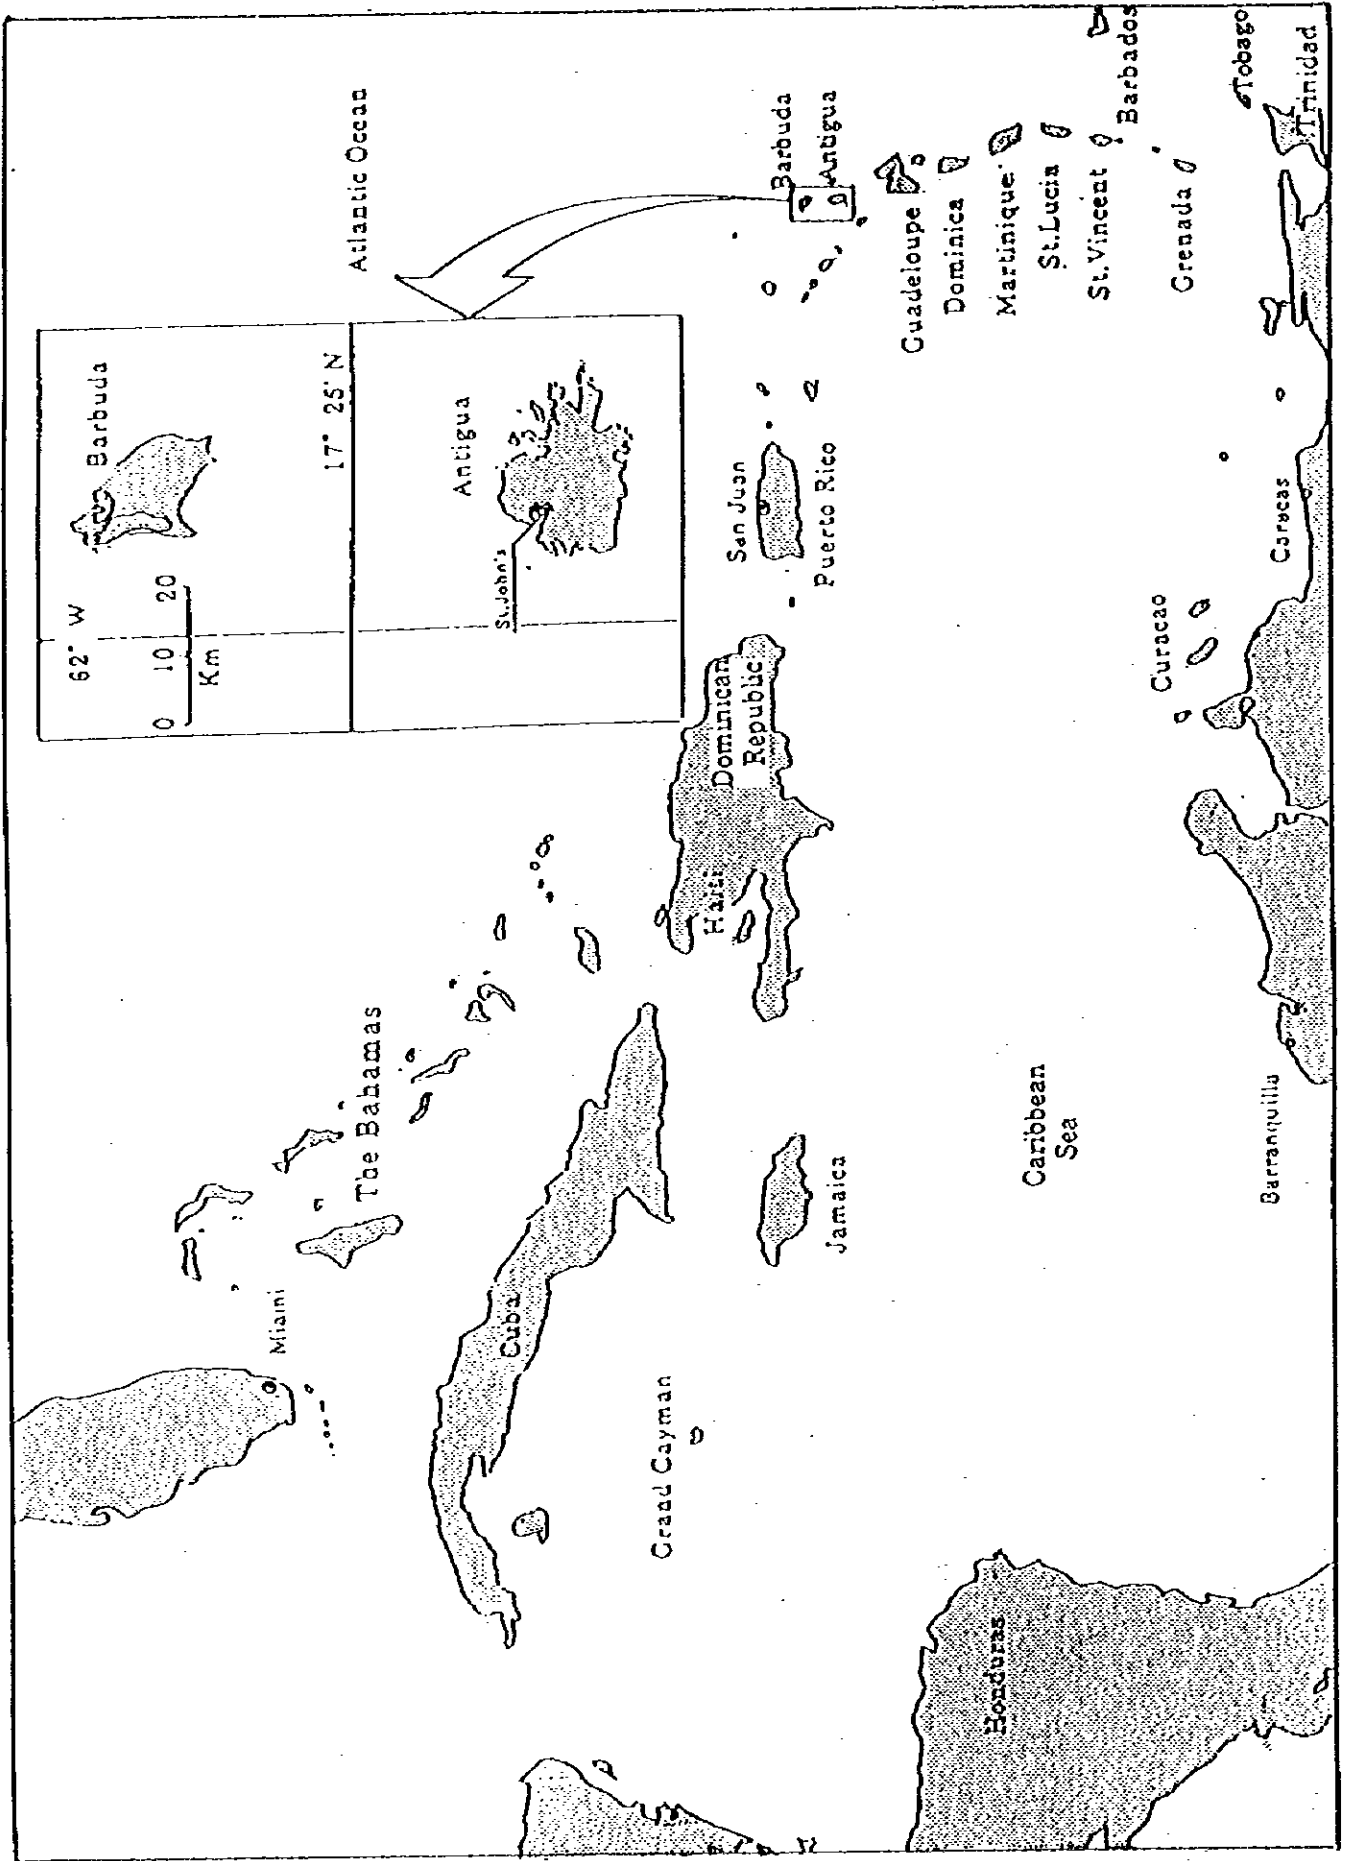 Atlantic Ocean
62° W
0 10 20
Km
Barbuda
17° 25' N
Antigua
St.John's
Barbuda
Antigua
Miami
The Bahamas
Cuba
Grand Cayman
Jamaica
Haiti
Dominican
Republic
San Juan
Puerto Rico
Guadeloupe
Dominica
Martinique
St.Lucia
St.Vincent
Barbados
Grenada
Tobago
Trinidad
Caribbean
Sea
Honduras
Barranquilla
Curacao
Caracas